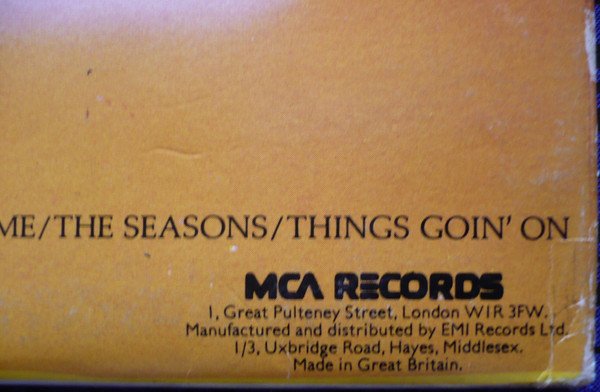 ME/THE SEASONS/THINGS GOIN' ON
MCA RECORDS
1, Great Pulteney Street, London W1R 3FW.
Manufactured and distributed by EMI Records Ltd.
1/3, Uxbridge Road, Hayes, Middlesex.
Made in Great Britain.